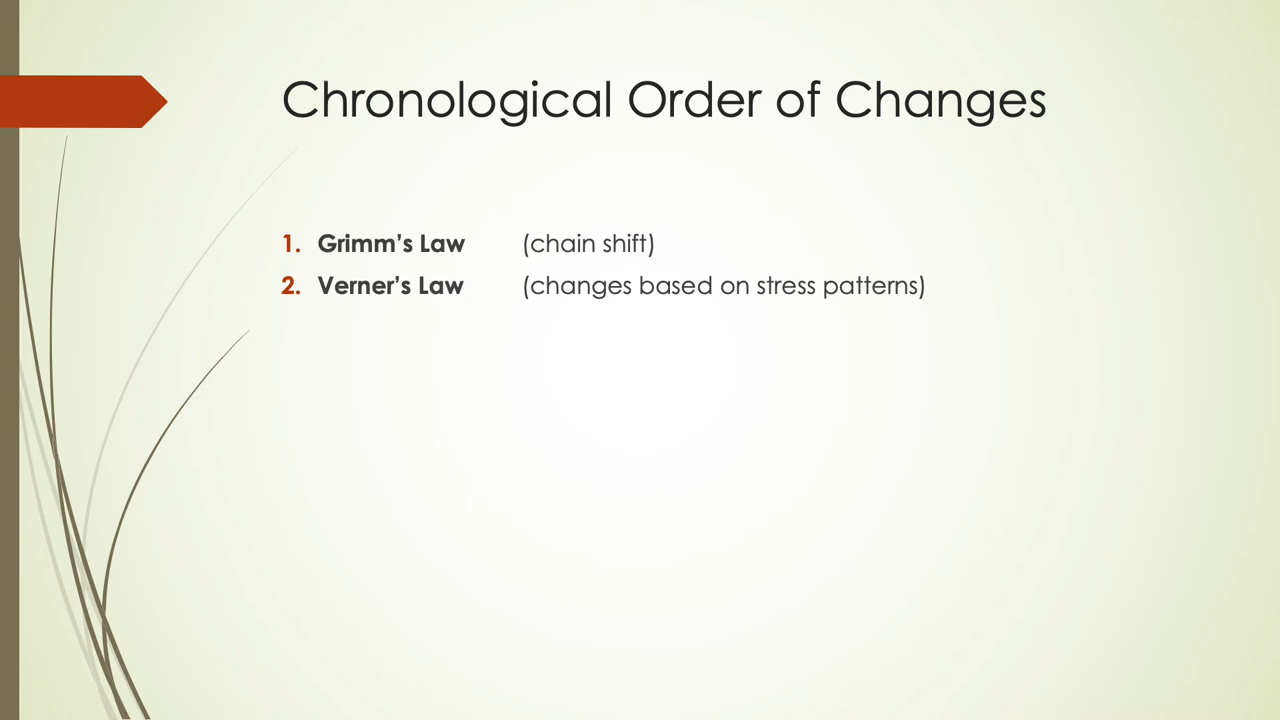 Chronological Order of Changes
1. Grimm’s Law (chain shift)
2. Verner’s Law (changes based on stress patterns)